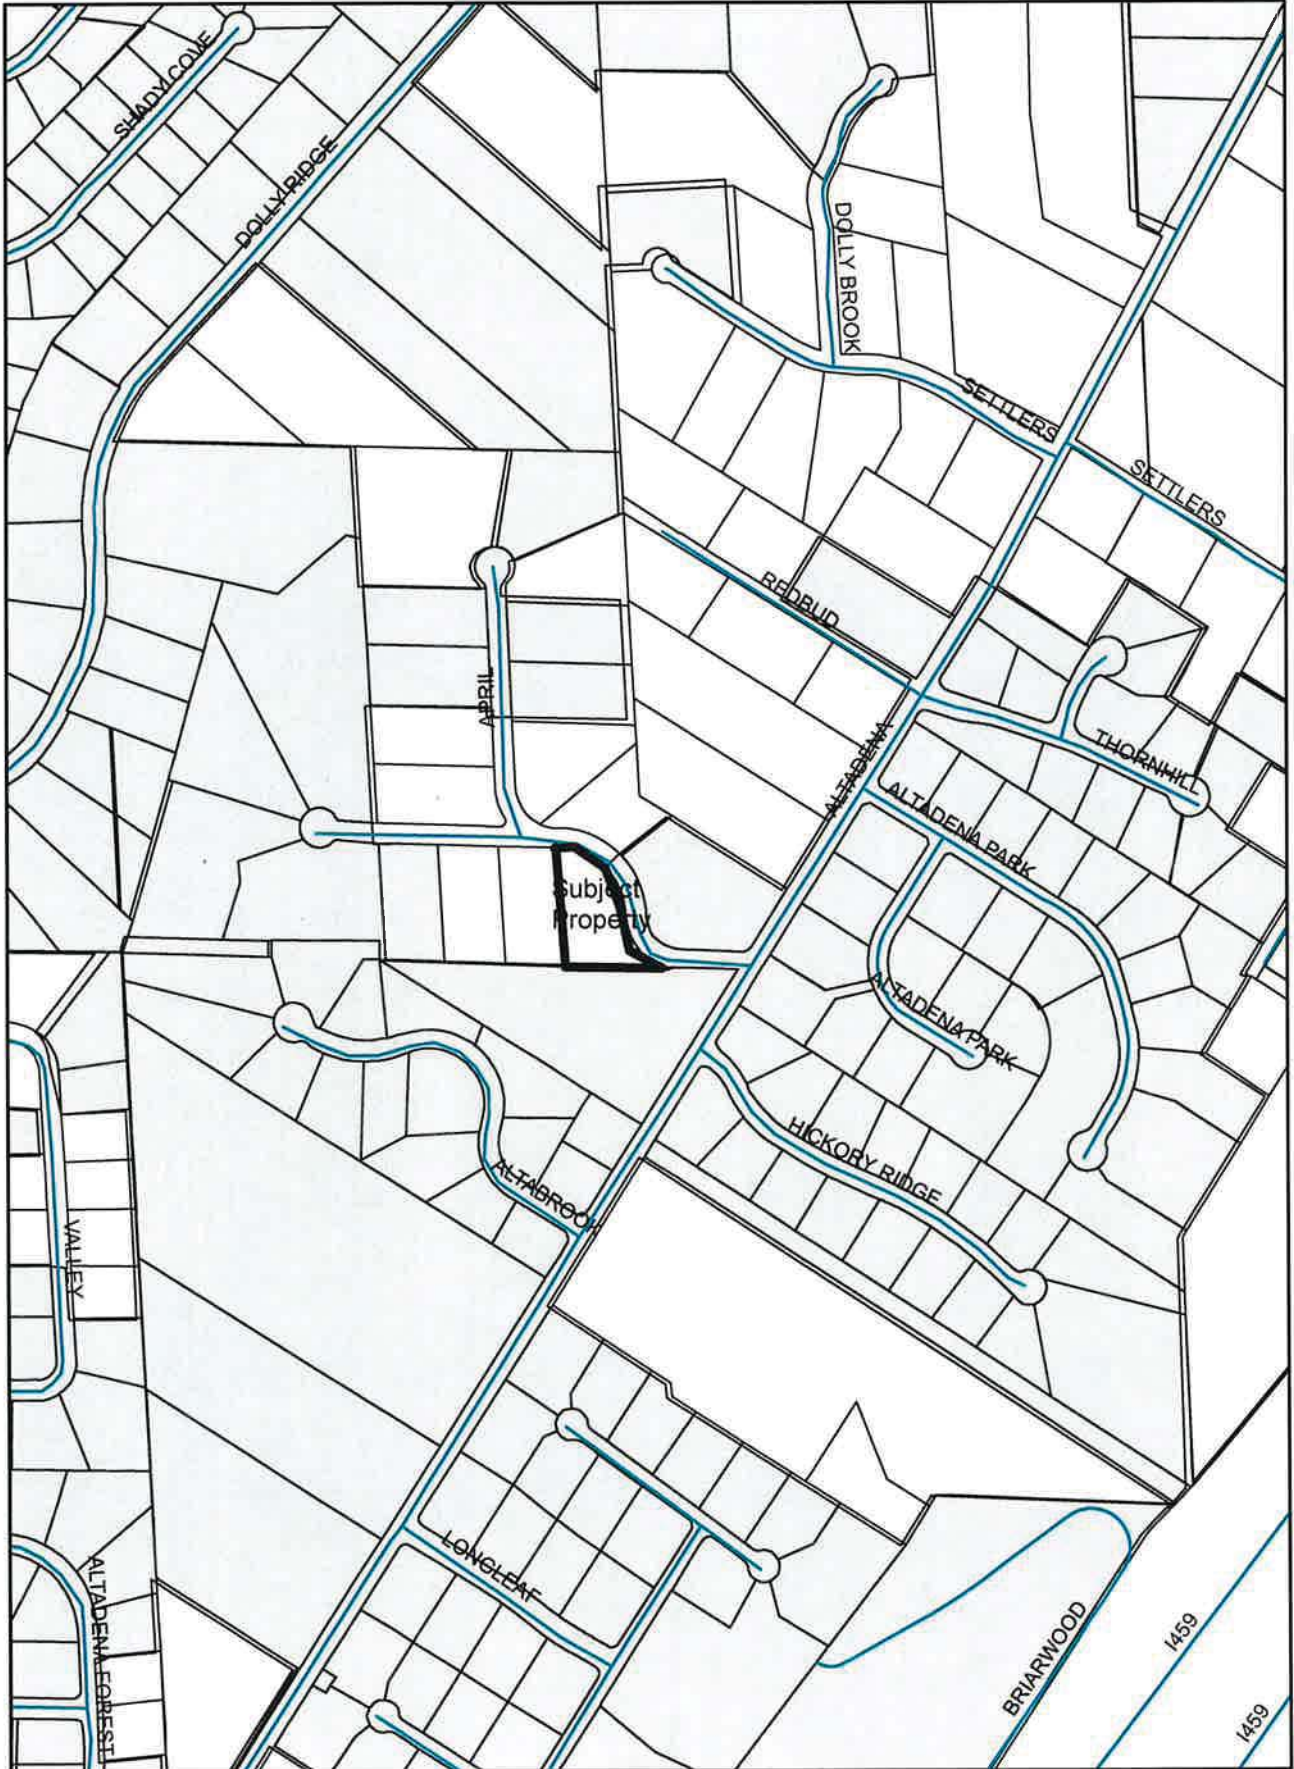 SHADY COVE
DOLLY RIDGE
DOLLY BROOK
SETTLERS
SETTLERS
REDBUD
APRIL
ALTADENA
THORNHILL
ALTADENA PARK
Subject
Property
ALTADENA PARK
HICKORY RIDGE
ALTABROOK
VALLEY
LONGLEAF
ALTADENA FOREST
BRIARWOOD
I459
I459